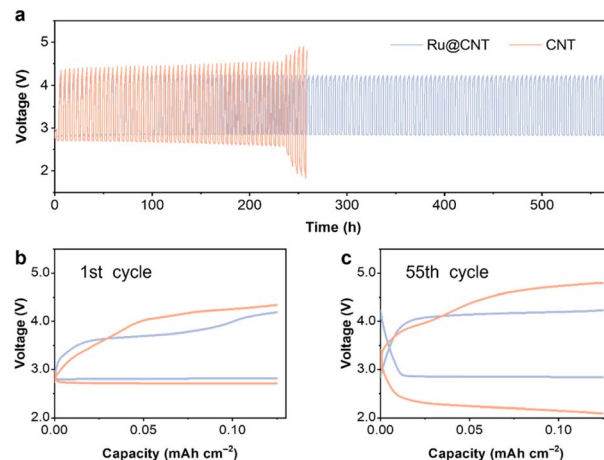 a
Ru@CNT CNT
Voltage (V)
5
4
3
2
0 100 200 300 400 500
Time (h)
b
1st cycle
Voltage (V)
5.0
4.0
3.0
2.0
0.00 0.05 0.10
Capacity (mAh cm⁻²)
c
55th cycle
Voltage (V)
5.0
4.0
3.0
2.0
0.00 0.05 0.10
Capacity (mAh cm⁻²)